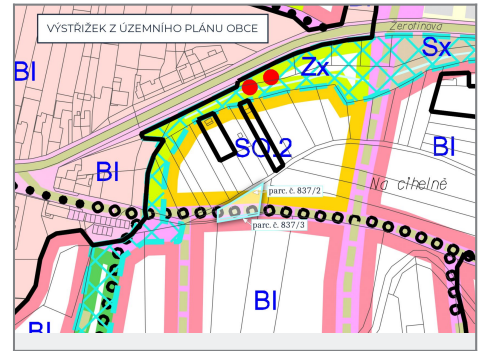 VÝSTŘIŽEK Z ÚZEMNÍHO PLÁNU OBCE
Žerotínova
Sx
Zx
BI
SO.2
BI
BI
Na cihelně
parc. č. 837/2
parc. č. 837/3
BI
BI